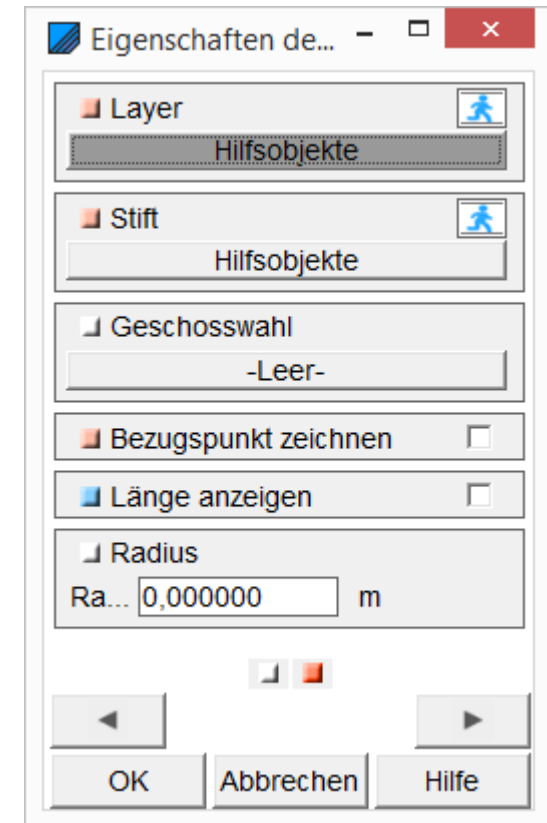 Eigenschaften de...
Layer
Hilfsobjekte
Stift
Hilfsobjekte
Geschosswahl
-Leer-
Bezugspunkt zeichnen
Länge anzeigen
Radius
Ra... 0,000000 m
OK Abbrechen Hilfe